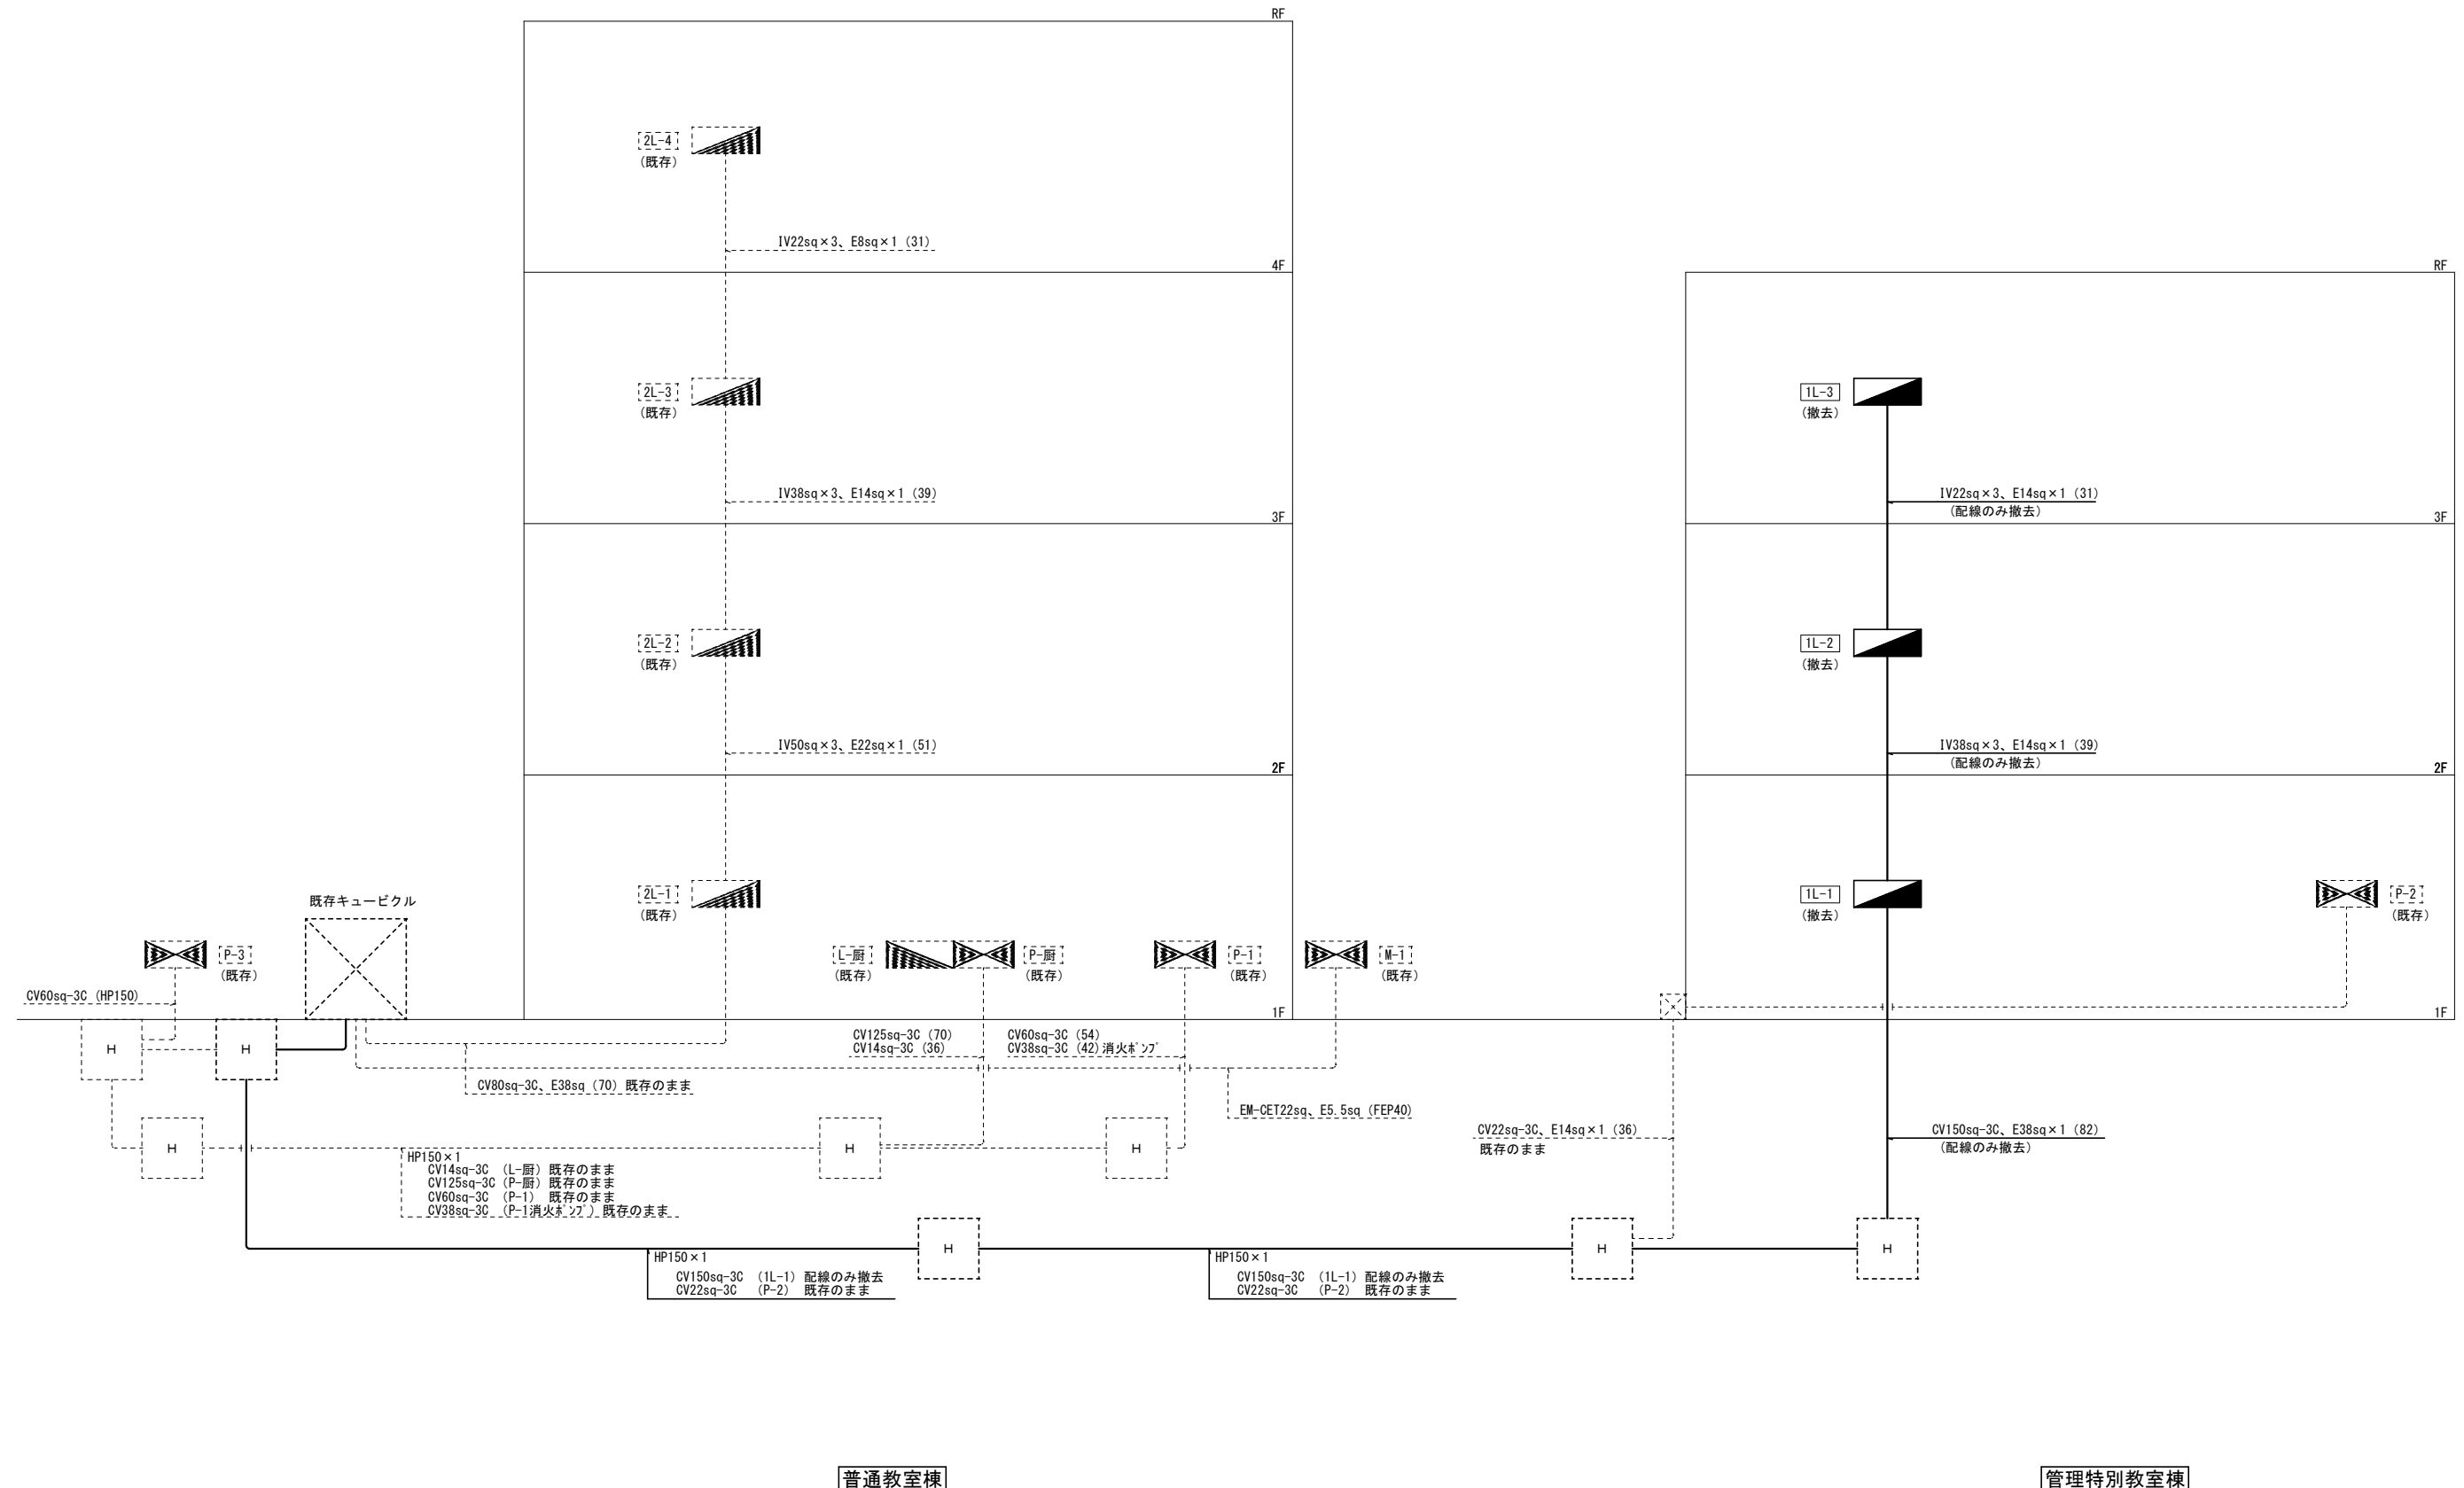 RF
2L-4
(既存)
IV22sq×3、E8sq×1 (31)
4F
RF
2L-3
(既存)
1L-3
(撤去)
IV38sq×3、E14sq×1 (39)
IV22sq×3、E14sq×1 (31)
(配線のみ撤去)
3F
3F
2L-2
(既存)
1L-2
(撤去)
IV50sq×3、E22sq×1 (51)
IV38sq×3、E14sq×1 (39)
(配線のみ撤去)
2F
2F
既存キュービクル
2L-1
(既存)
1L-1
(撤去)
P-2
(既存)
P-3
(既存)
L-厨
(既存)
P-厨
(既存)
P-1
(既存)
M-1
(既存)
CV60sq-3C (HP150)
1F
1F
H
H
CV125sq-3C (70)
CV14sq-3C (36)
CV60sq-3C (54)
CV38sq-3C (42) 消火ポンプ
CV80sq-3C、E38sq (70) 既存のまま
EM-CET22sq、E5.5sq (FEP40)
CV22sq-3C、E14sq×1 (36)
既存のまま
CV150sq-3C、E38sq×1 (82)
(配線のみ撤去)
H
H
H
HP150×1
CV14sq-3C (L-厨) 既存のまま
CV125sq-3C (P-厨) 既存のまま
CV60sq-3C (P-1) 既存のまま
CV38sq-3C (P-1消火ポンプ) 既存のまま
H
H
H
HP150×1
CV150sq-3C (1L-1) 配線のみ撤去
CV22sq-3C (P-2) 既存のまま
HP150×1
CV150sq-3C (1L-1) 配線のみ撤去
CV22sq-3C (P-2) 既存のまま
普通教室棟
管理特別教室棟